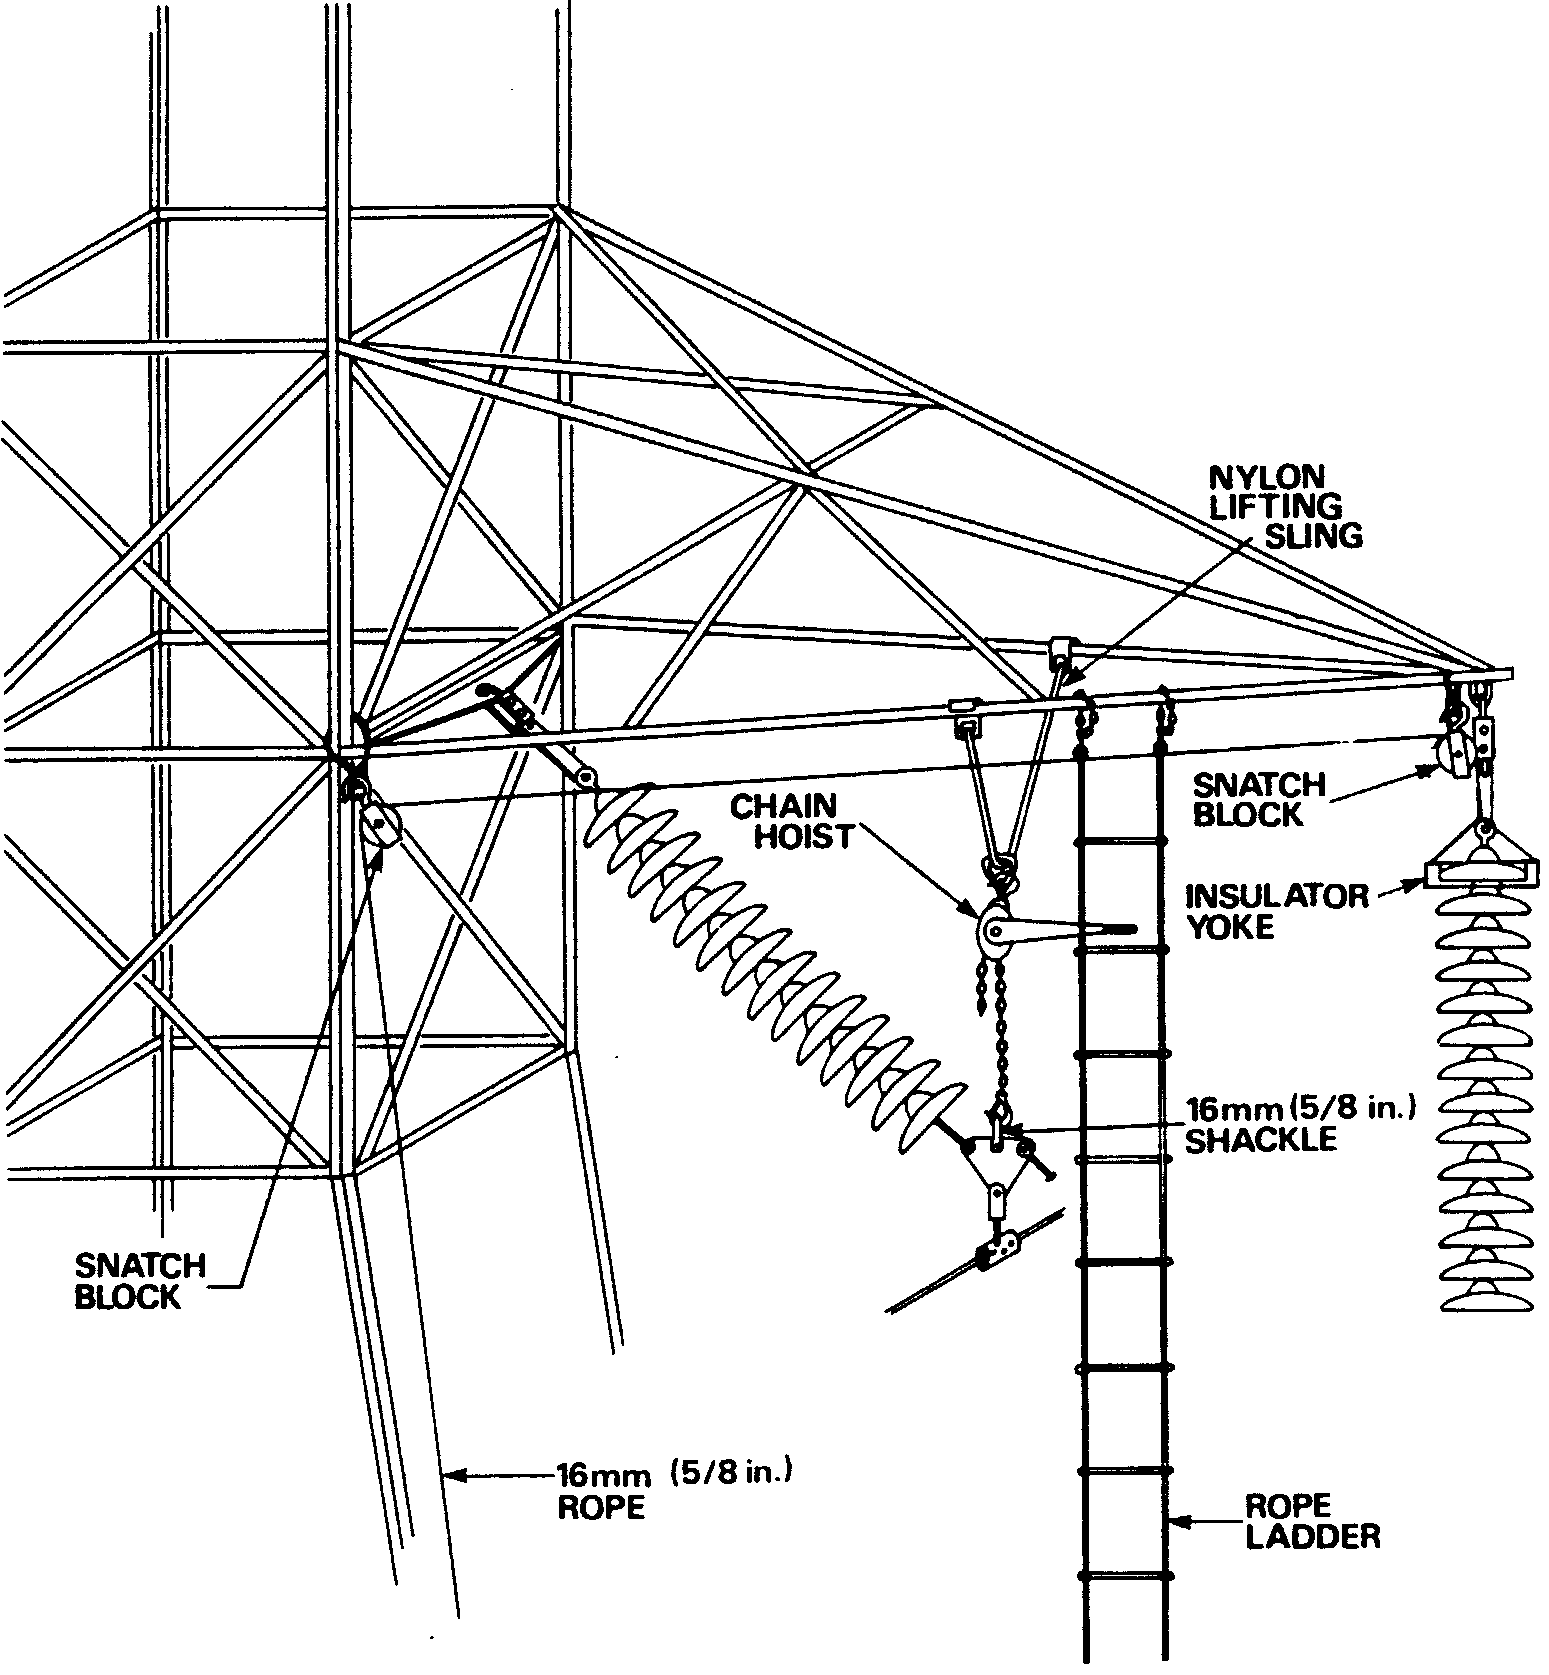 NYLON
LIFTING
SLING
SNATCH
BLOCK
CHAIN
HOIST
INSULATOR
YOKE
16mm (5/8 in.)
SHACKLE
SNATCH
BLOCK
16mm (5/8 in.)
ROPE
ROPE
LADDER